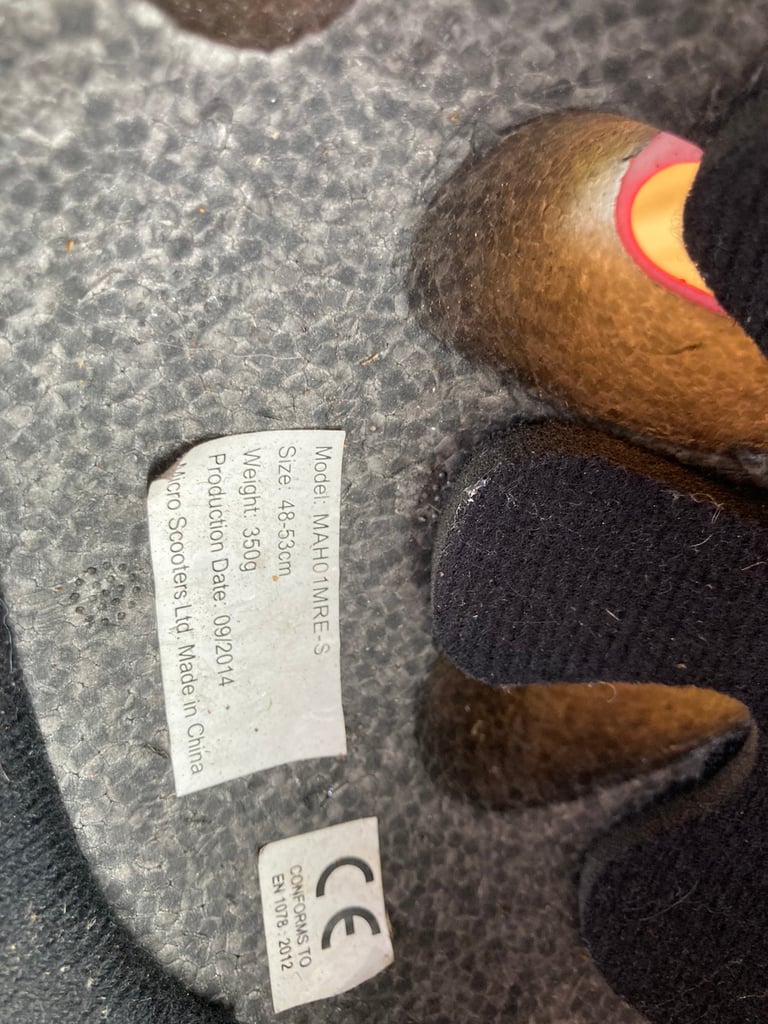 Model: MAH01MRE-S
Size: 48-53cm
Weight: 350g
Production Date: 09/2014
Micro Scooters Ltd Made in China
CE
CONFORMS TO
EN 1078 : 2012